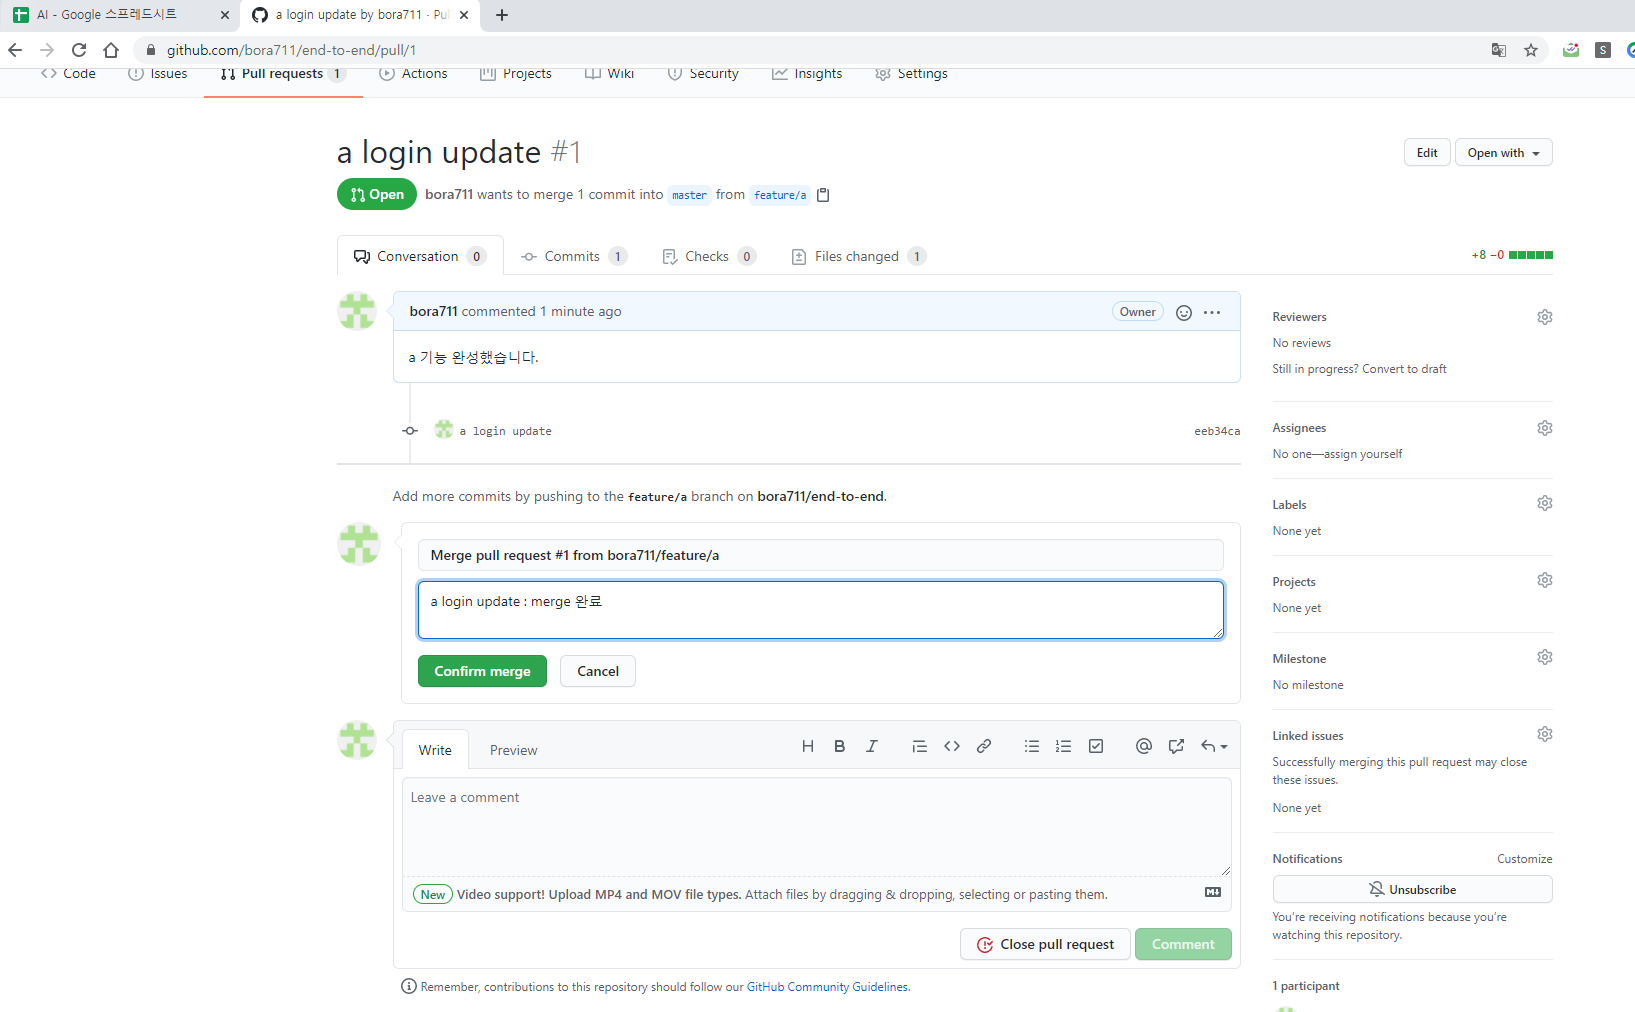 AI - Google 스프레드시트
a login update by bora711 · Pu
github.com/bora711/end-to-end/pull/1
S
Code
Issues
Pull requests 1
Actions
Projects
Wiki
Security
Insights
Settings
a login update #1
Edit
Open with
Open
bora711 wants to merge 1 commit into master from feature/a
Conversation 0
Commits 1
Checks 0
Files changed 1
+8 −0
bora711 commented 1 minute ago
Owner
a 기능 완성했습니다.
a login update
eeb34ca
Add more commits by pushing to the feature/a branch on bora711/end-to-end.
Merge pull request #1 from bora711/feature/a
a login update : merge 완료
Confirm merge
Cancel
Write
Preview
Leave a comment
New Video support! Upload MP4 and MOV file types. Attach files by dragging & dropping, selecting or pasting them.
Close pull request
Comment
Remember, contributions to this repository should follow our GitHub Community Guidelines.
Reviewers
No reviews
Still in progress? Convert to draft
Assignees
No one—assign yourself
Labels
None yet
Projects
None yet
Milestone
No milestone
Linked issues
Successfully merging this pull request may close
these issues.
None yet
Notifications
Customize
Unsubscribe
You're receiving notifications because you're
watching this repository.
1 participant